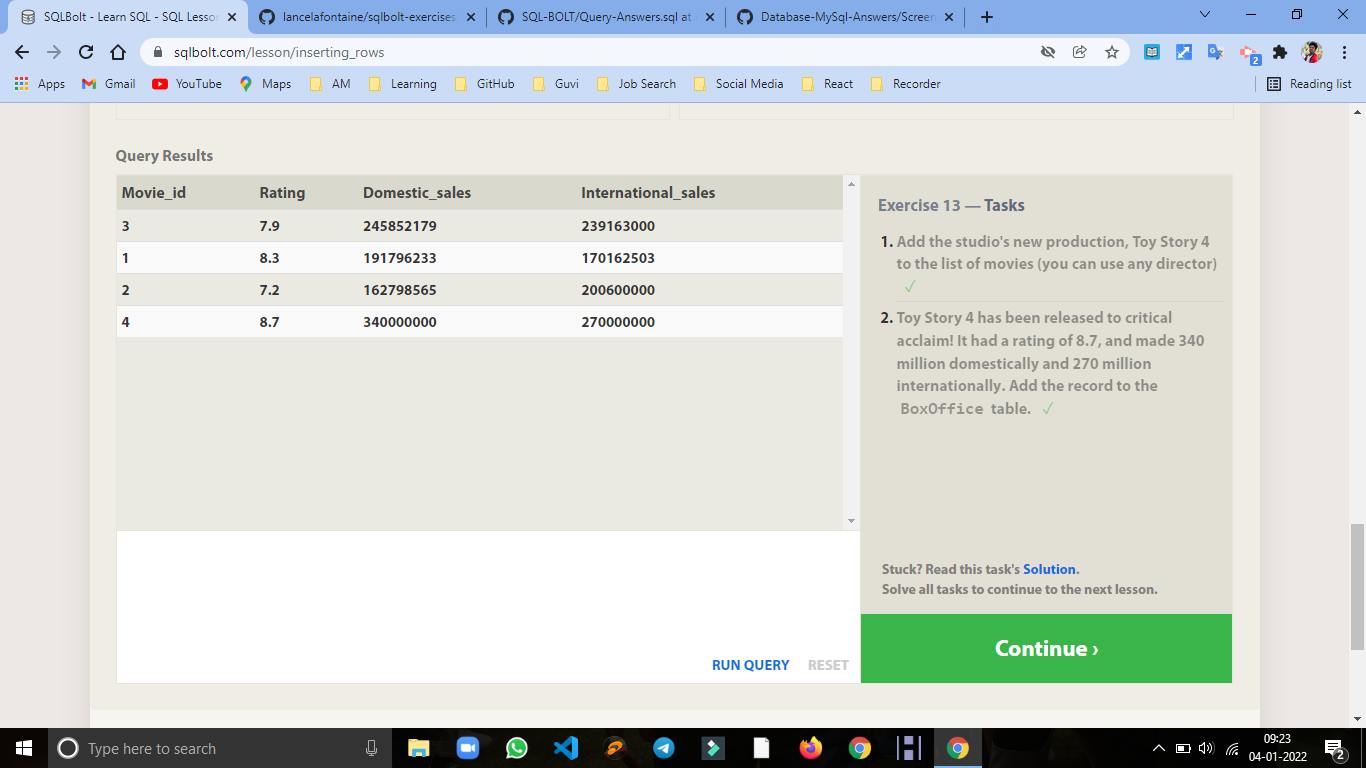 SQLBolt - Learn SQL - SQL Lesson
lancelafontaine/sqlbolt-exercises
SQL-BOLT/Query-Answers.sql at
Database-MySql-Answers/Screen
sqlbolt.com/lesson/inserting_rows
2
Apps
Gmail
YouTube
Maps
AM
Learning
GitHub
Guvi
Job Search
Social Media
React
Recorder
Reading list
Query Results
Movie_id Rating Domestic_sales International_sales
3 7.9 245852179 239163000
1 8.3 191796233 170162503
2 7.2 162798565 200600000
4 8.7 340000000 270000000
Exercise 13 — Tasks
1. Add the studio's new production, Toy Story 4
to the list of movies (you can use any director)
✓
2. Toy Story 4 has been released to critical
acclaim! It had a rating of 8.7, and made 340
million domestically and 270 million
internationally. Add the record to the
BoxOffice table. ✓
Stuck? Read this task's Solution.
Solve all tasks to continue to the next lesson.
RUN QUERY RESET
Continue ›
Type here to search
09:23
04-01-2022
2